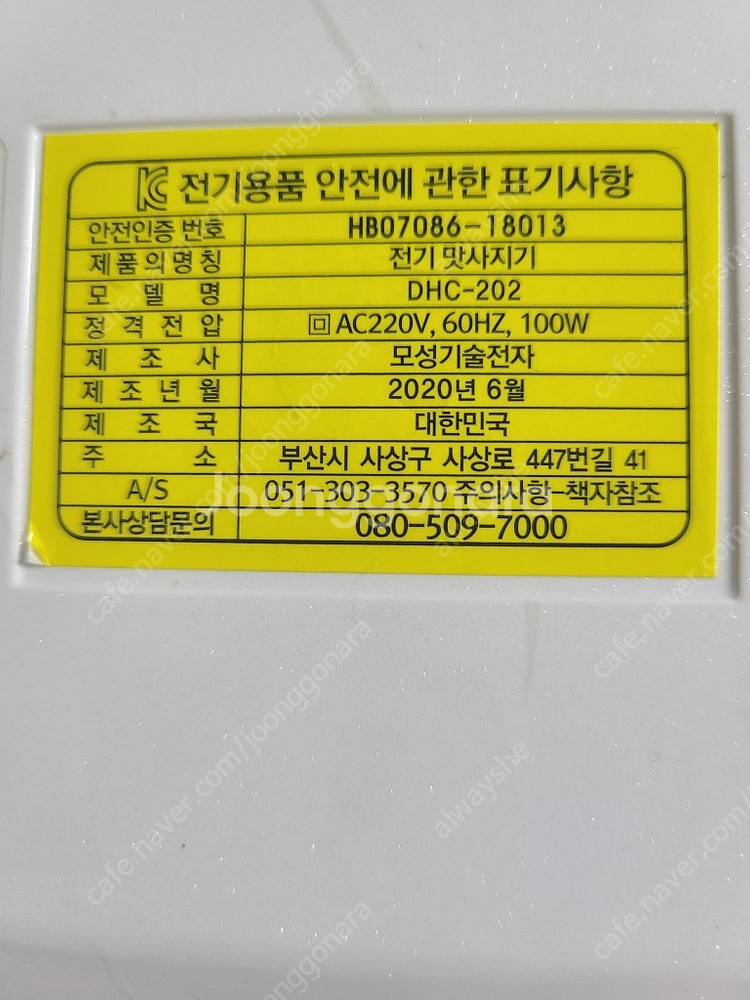 KC 전기용품 안전에 관한 표기사항
안전인증 번호 HB07086-18013
제품의명칭 전기 맛사지기
모델명 DHC-202
정격전압 回 AC220V, 60HZ, 100W
제조사 모성기술전자
제조년월 2020년 6월
제조국 대한민국
주소 부산시 사상구 사상로 447번길 41
A/S 051-303-3570 주의사항-책자참조
본사상담문의 080-509-7000
Joonggonara
cafe.naver.com/joonggonara
alwayshe